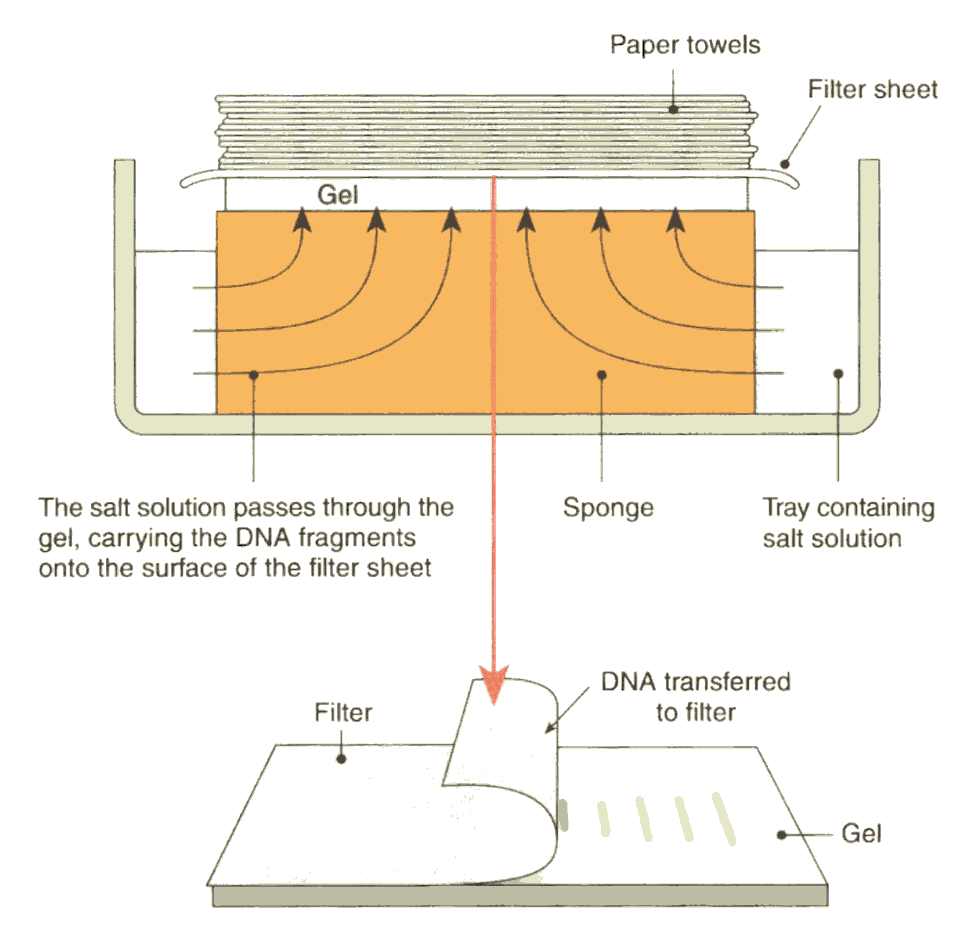 Paper towels
Filter sheet
Gel
The salt solution passes through the
gel, carrying the DNA fragments
onto the surface of the filter sheet
Sponge
Tray containing
salt solution
DNA transferred
to filter
Filter
Gel